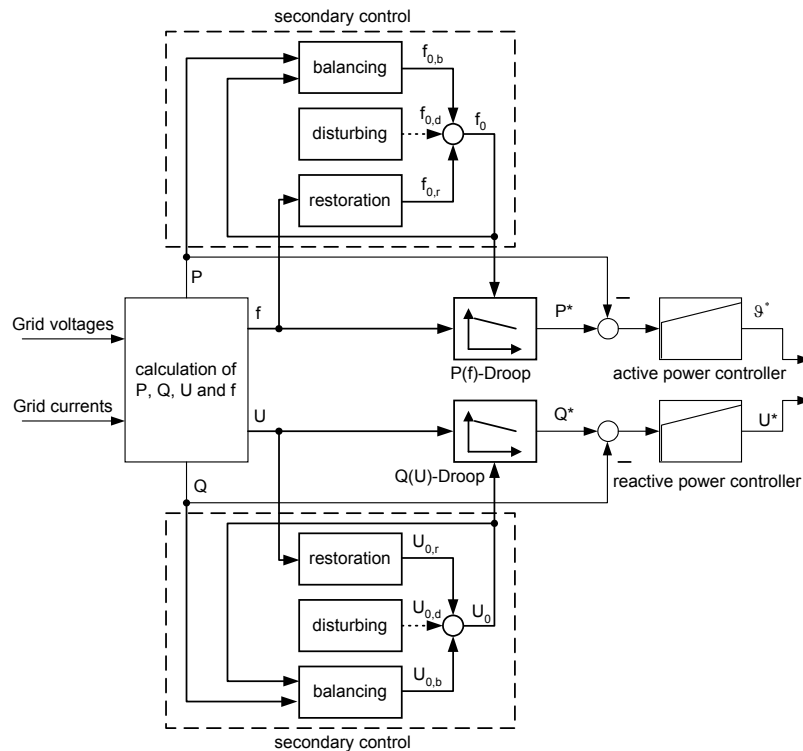 secondary control
balancing
f0,b
disturbing
f0,d
f0
restoration
f0,r
P
Grid voltages
f
P*
ϑ*
calculation of
P, Q, U and f
P(f)-Droop
active power controller
Grid currents
U
Q*
U*
Q
Q(U)-Droop
reactive power controller
restoration
U0,r
disturbing
U0,d
U0
balancing
U0,b
secondary control